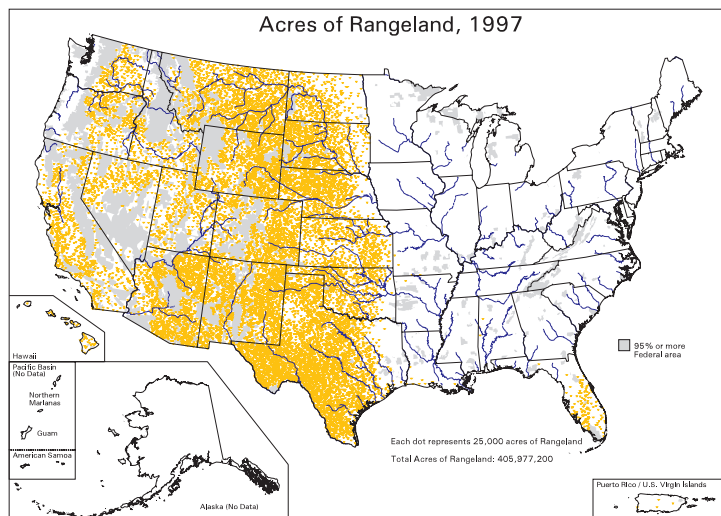 Acres of Rangeland, 1997
95% or more
Federal area
Hawaii
Pacific Basin
(No Data)
Northern
Marianas
Guam
American Samoa
Alaska (No Data)
Each dot represents 25,000 acres of Rangeland
Total Acres of Rangeland: 405,977,200
Puerto Rico / U.S. Virgin Islands